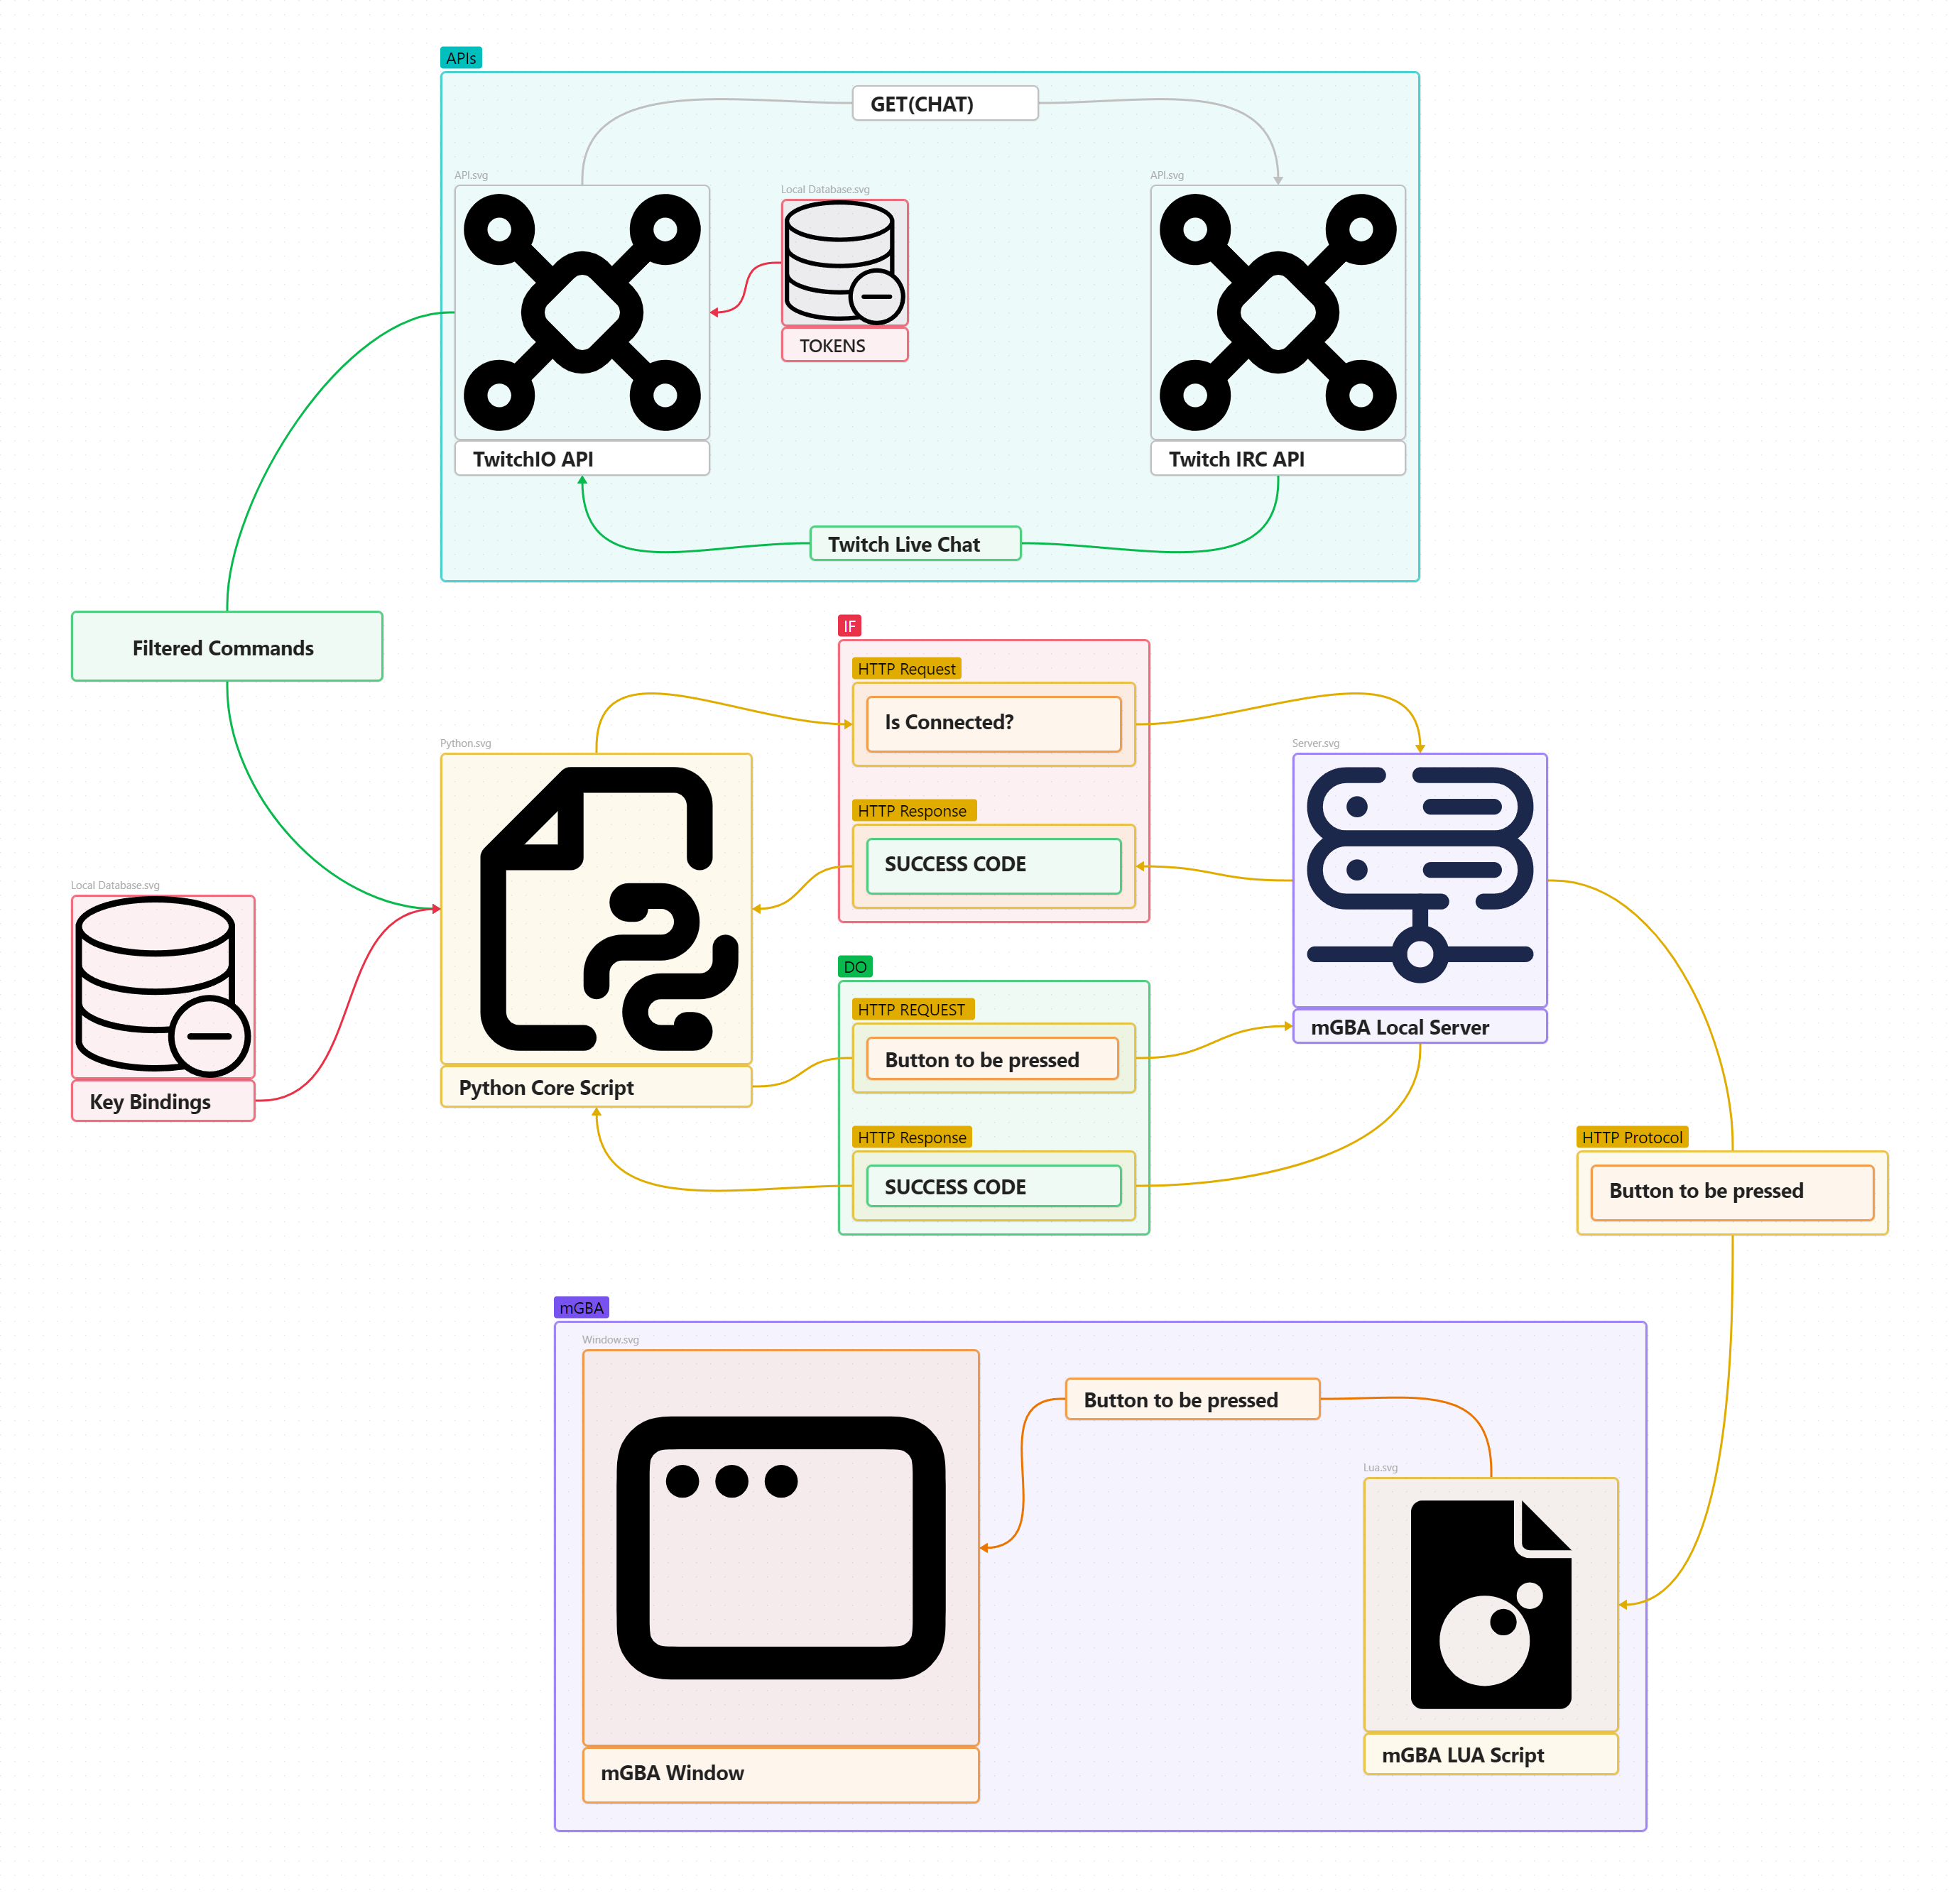 APIs
GET(CHAT)
API.svg
Local Database.svg
API.svg
TOKENS
TwitchIO API
Twitch IRC API
Twitch Live Chat
Filtered Commands
IF
HTTP Request
Is Connected?
Python.svg
Server.svg
HTTP Response
SUCCESS CODE
Local Database.svg
Key Bindings
DO
HTTP REQUEST
Button to be pressed
mGBA Local Server
Python Core Script
HTTP Response
SUCCESS CODE
HTTP Protocol
Button to be pressed
mGBA
Window.svg
Button to be pressed
Lua.svg
mGBA LUA Script
mGBA Window